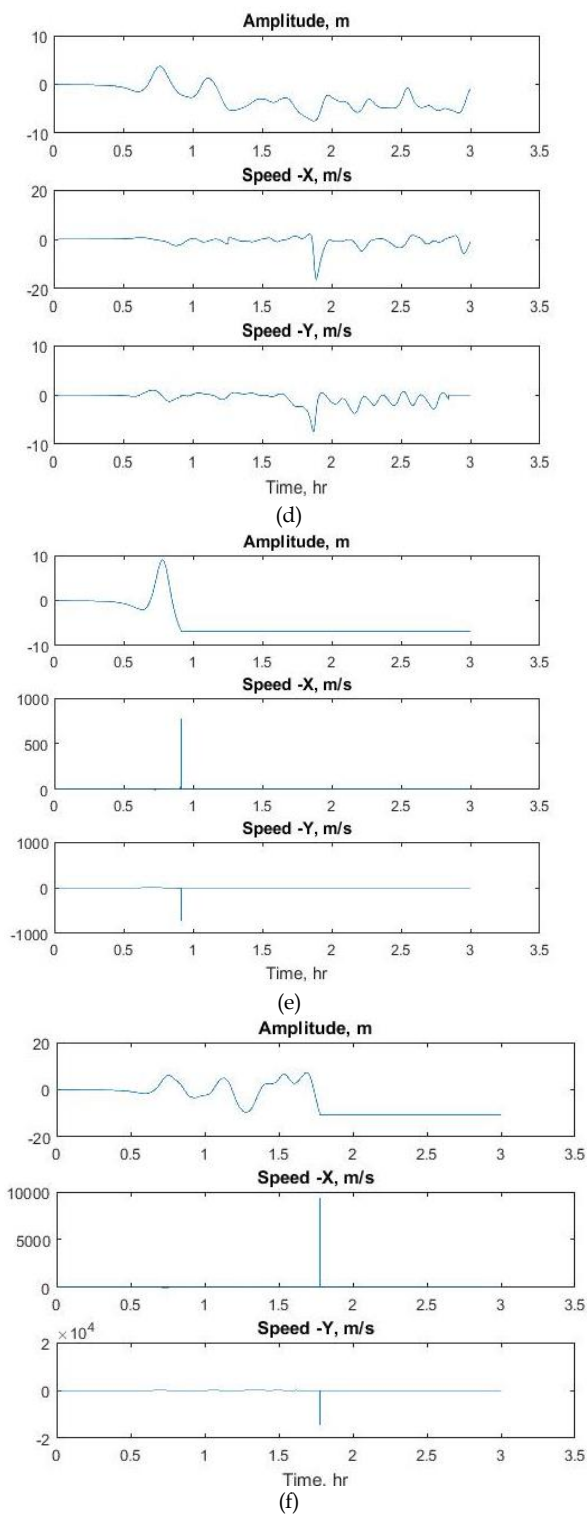 Amplitude, m
10
0
-10
0 0.5 1 1.5 2 2.5 3 3.5
Speed -X, m/s
20
0
-20
0 0.5 1 1.5 2 2.5 3 3.5
Speed -Y, m/s
10
0
-10
0 0.5 1 1.5 2 2.5 3 3.5
Time, hr
(d)
Amplitude, m
10
0
-10
0 0.5 1 1.5 2 2.5 3 3.5
Speed -X, m/s
1000
500
0
0 0.5 1 1.5 2 2.5 3 3.5
Speed -Y, m/s
1000
0
-1000
0 0.5 1 1.5 2 2.5 3 3.5
Time, hr
(e)
Amplitude, m
20
0
-20
0 0.5 1 1.5 2 2.5 3 3.5
Speed -X, m/s
10000
5000
0
0 0.5 1 1.5 2 2.5 3 3.5
×10^4 Speed -Y, m/s
2
0
-2
0 0.5 1 1.5 2 2.5 3 3.5
Time, hr
(f)